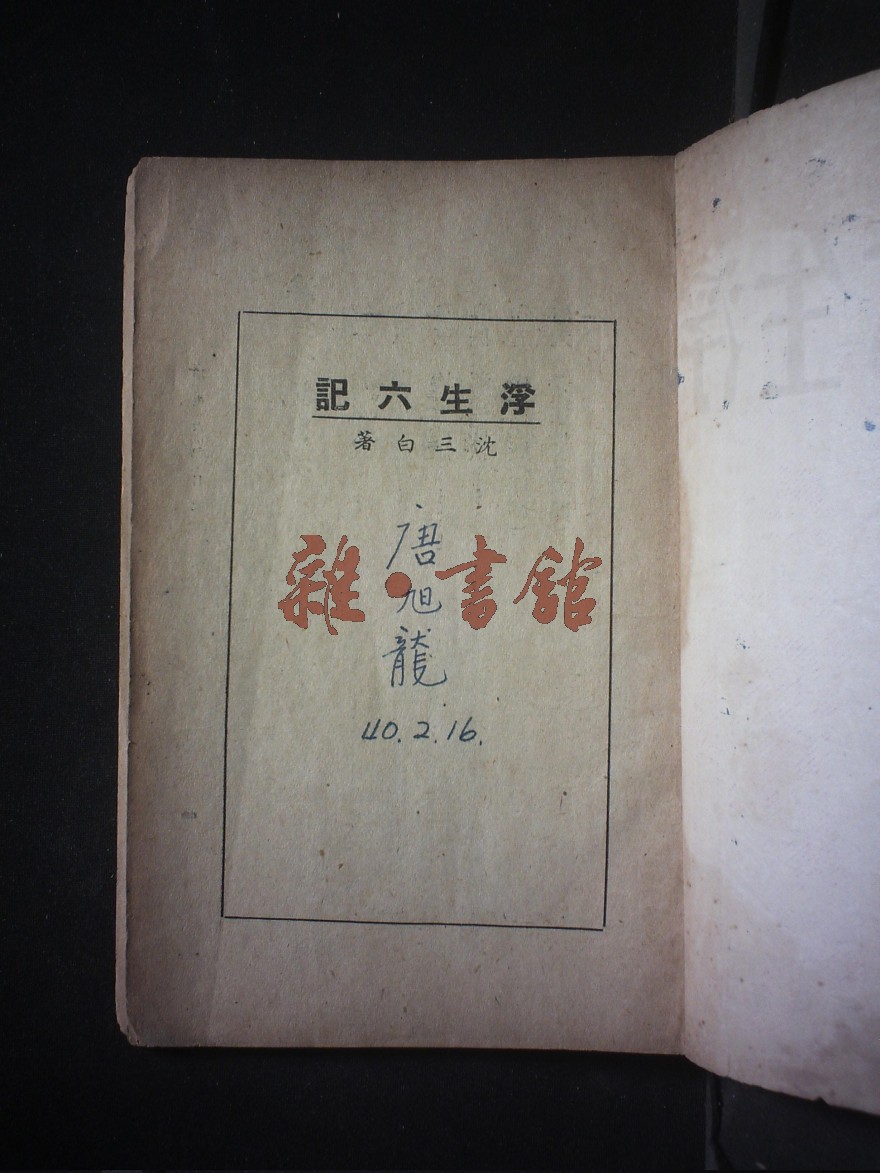 浮生六記
沈三白著
唐旭龍
雜·書館
40.2.16.